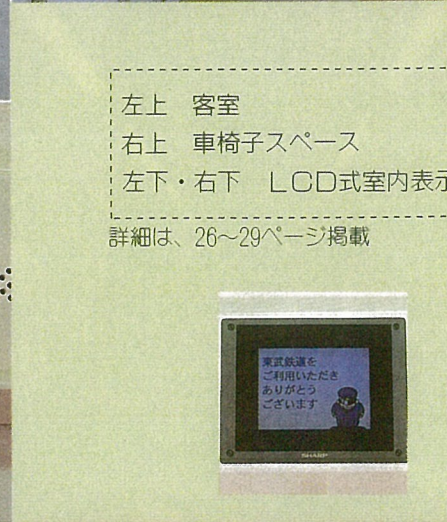 左上　客室
右上　車椅子スペース
左下・右下　ＬＣＤ式室内表示
詳細は、26～29ページ掲載
東武鉄道を
ご利用いただき
ありがとう
ございます
SHARP